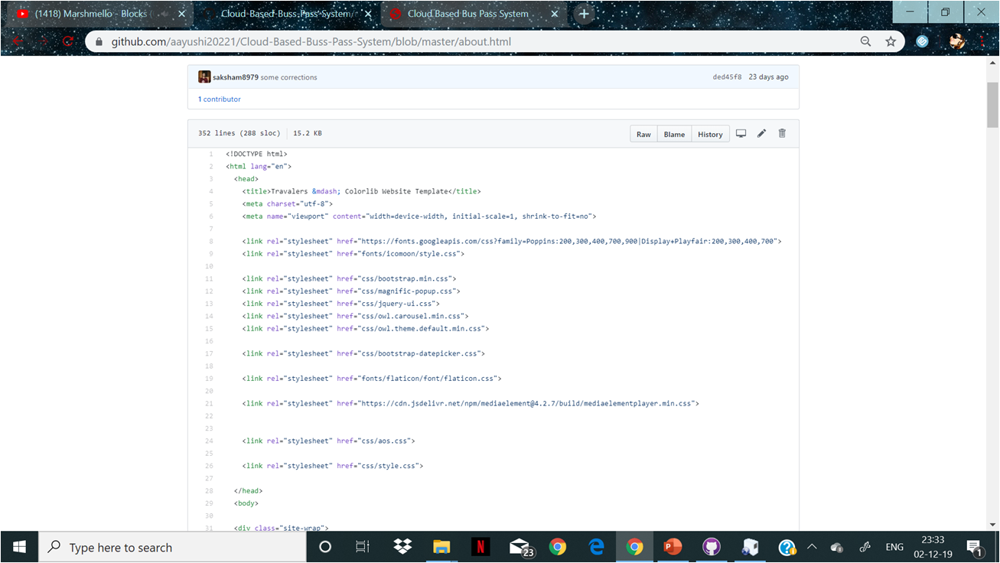 (1418) Marshmello - Blocks (
Cloud-Based-Buss-Pass-System/
Cloud Based Bus Pass System
github.com/aayushi20221/Cloud-Based-Buss-Pass-System/blob/master/about.html
saksham8979 some corrections ded45f8 23 days ago
1 contributor
352 lines (288 sloc) 15.2 KB Raw Blame History
1 <!DOCTYPE html>
2 <html lang="en">
3 <head>
4 <title>Travalers &mdash; Colorlib Website Template</title>
5 <meta charset="utf-8">
6 <meta name="viewport" content="width=device-width, initial-scale=1, shrink-to-fit=no">
7
8 <link rel="stylesheet" href="https://fonts.googleapis.com/css?family=Poppins:200,300,400,700,900|Display+Playfair:200,300,400,700">
9 <link rel="stylesheet" href="fonts/icomoon/style.css">
10
11 <link rel="stylesheet" href="css/bootstrap.min.css">
12 <link rel="stylesheet" href="css/magnific-popup.css">
13 <link rel="stylesheet" href="css/jquery-ui.css">
14 <link rel="stylesheet" href="css/owl.carousel.min.css">
15 <link rel="stylesheet" href="css/owl.theme.default.min.css">
16
17 <link rel="stylesheet" href="css/bootstrap-datepicker.css">
18
19 <link rel="stylesheet" href="fonts/flaticon/font/flaticon.css">
20
21 <link rel="stylesheet" href="https://cdn.jsdelivr.net/npm/mediaelement@4.2.7/build/mediaelementplayer.min.css">
22
23
24 <link rel="stylesheet" href="css/aos.css">
25
26 <link rel="stylesheet" href="css/style.css">
27
28 </head>
29 <body>
30
31 <div class="site-wrap">
Type here to search
N
23
P
ENG
23:33
02-12-19
1